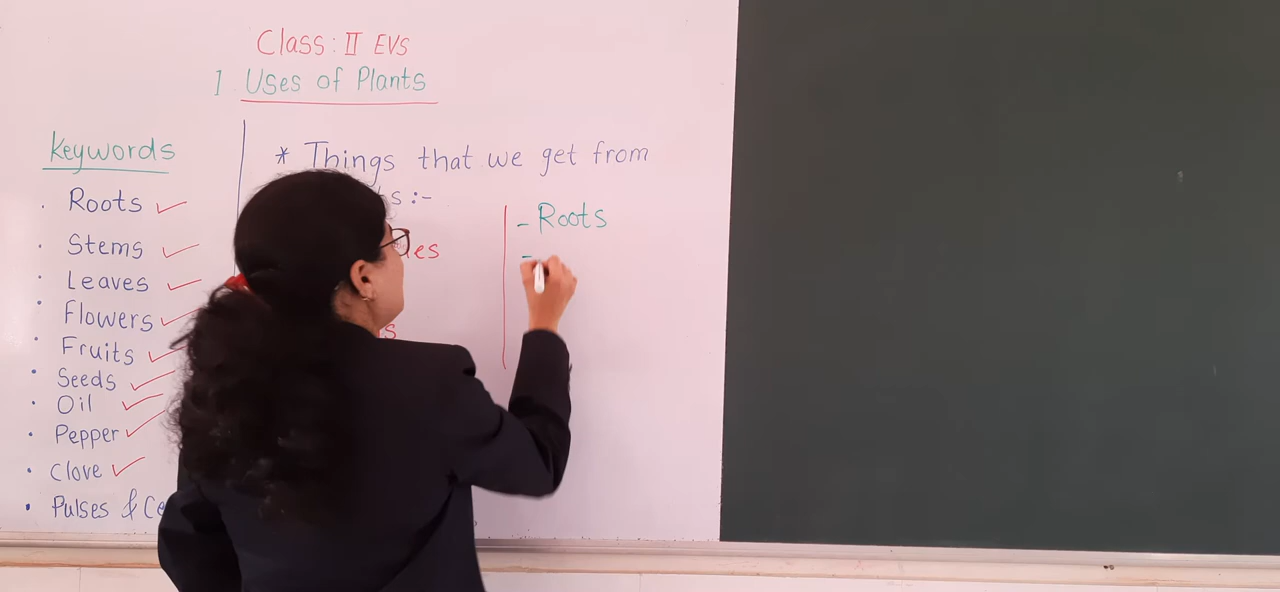 Class: II EVS
1 Uses of Plants
Keywords
. Roots ✓
. Stems ✓
. Leaves ✓
. Flowers ✓
. Fruits ✓
. Seeds ✓
. Oil ✓
. Pepper ✓
. Clove ✓
. Pulses &
* Things that we get from
:-
- Roots
-